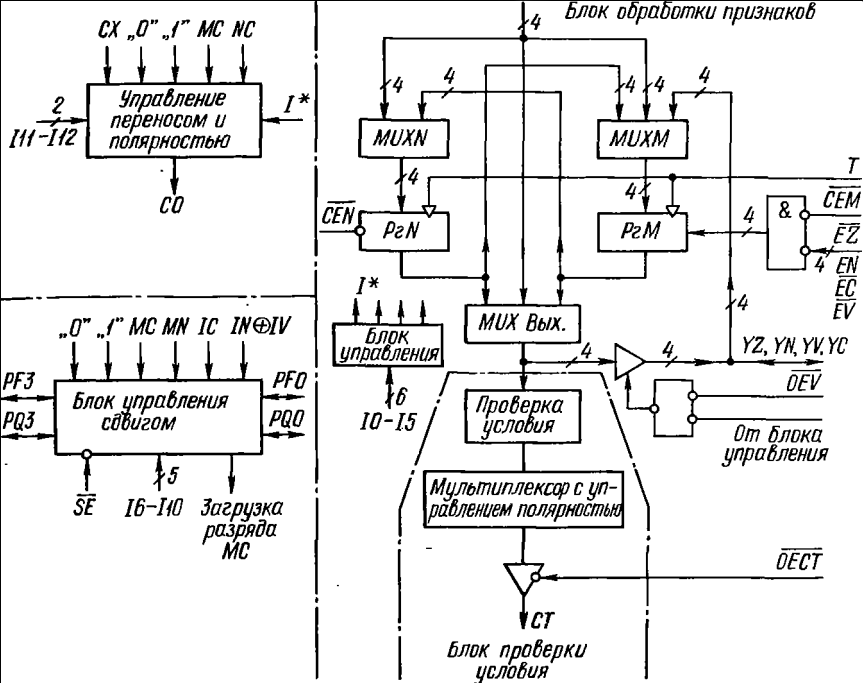 Блок обработки признаков
4
CX „0" „1" MC NC
Управление
переносом и
полярностью
2
I11–I12
I*
CO
4
4
4
4
4
MUXN
MUXM
4
4
T
CEN
РгN
РгM
4
&
CEM
EZ
4
EN
EC
EV
I*
Блок
управления
6
I0–I5
MUX Вых.
4
4
4
YZ, YN, YV, YC
OEV
От блока
управления
„0" „1" MC MN IC IN⊕IV
PF3
PQ3
Блок управления
сдвигом
PF0
PQ0
SE
5
I6–I10
Загрузка
разряда
MC
Проверка
условия
Мультиплексор с уп-
равлением полярностью
OECT
CT
Блок проверки
условия